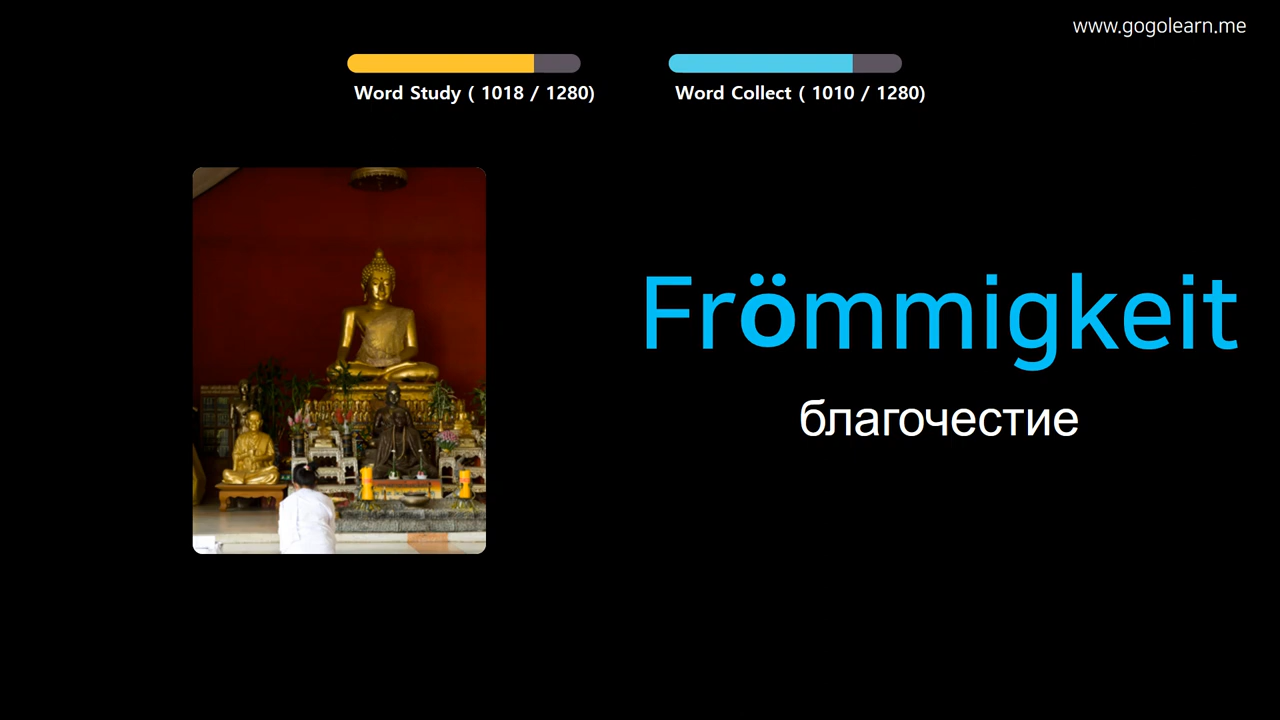 www.gogolearn.me
Word Study ( 1018 / 1280)
Word Collect ( 1010 / 1280)
Frömmigkeit
благочестие